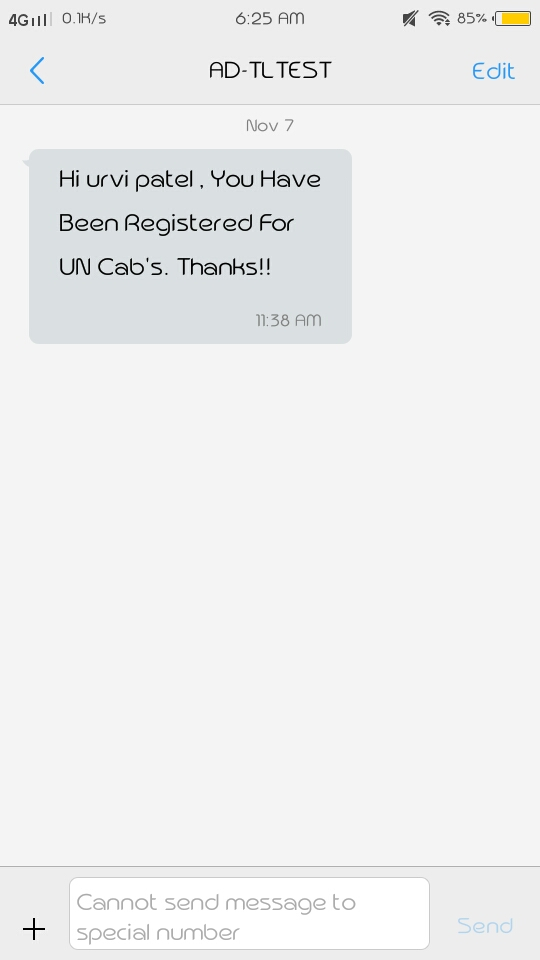 4G 0.1K/s 6:25 AM 85%
AD-TLTEST Edit
Nov 7
Hi urvi patel , You Have
Been Registered For
UN Cab's. Thanks!!
11:38 AM
Cannot send message to
special number
Send